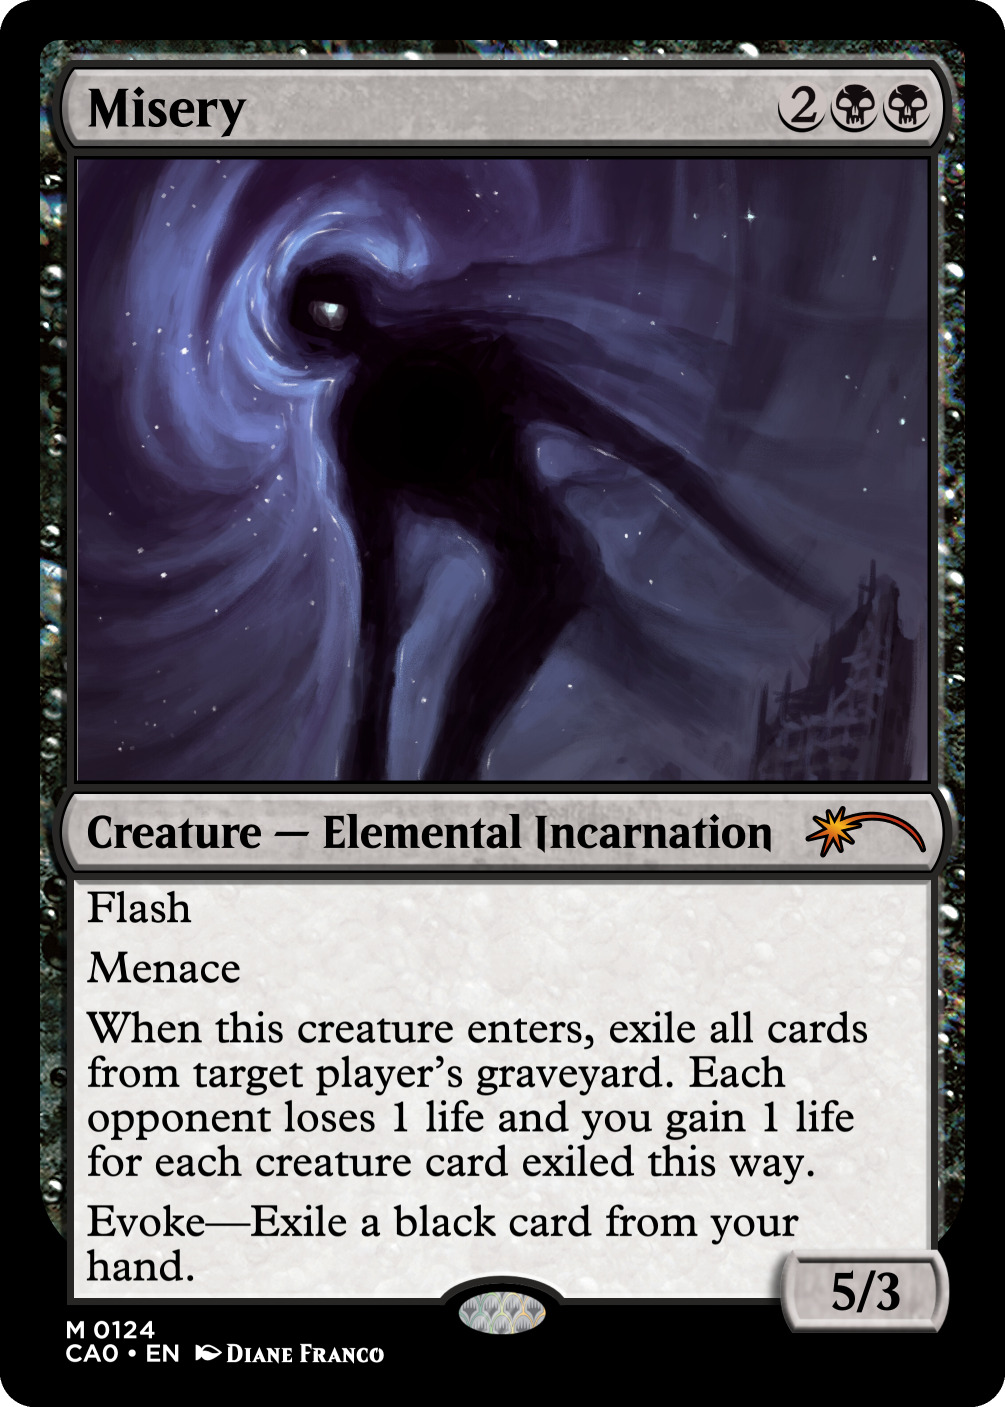 Misery 2
Creature — Elemental Incarnation
Flash
Menace
When this creature enters, exile all cards
from target player’s graveyard. Each
opponent loses 1 life and you gain 1 life
for each creature card exiled this way.
Evoke—Exile a black card from your
hand.
5/3
M 0124
CAO • EN DIANE FRANCO